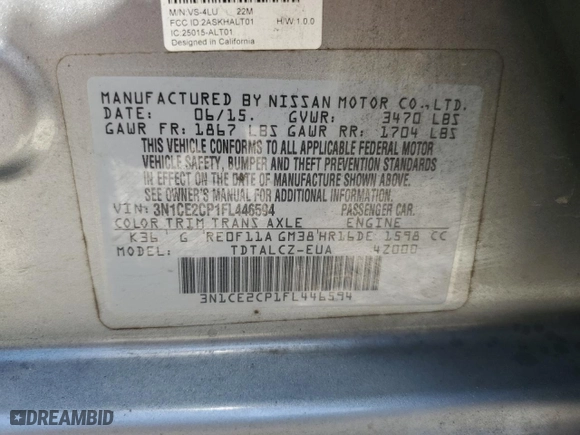 M/N:VS-4LU 22M
FCC ID:2ASKHALT01 H/W:1.0.0
IC:25015-ALT01
Designed in California
MANUFACTURED BY NISSAN MOTOR CO.,LTD.
DATE: 06/15. GVWR: 3470 LBS
GAWR FR: 1867 LBS GAWR RR: 1704 LBS
THIS VEHICLE CONFORMS TO ALL APPLICABLE FEDERAL MOTOR
VEHICLE SAFETY, BUMPER AND THEFT PREVENTION STANDARDS
IN EFFECT ON THE DATE OF MANUFACTURE SHOWN ABOVE.
SEE OWNER'S MANUAL FOR ADDITIONAL INFORMATION.
VIN: 3N1CE2CP1FL446594 PASSENGER CAR.
COLOR TRIM TRANS AXLE ENGINE
K36 G RE0F11A GM38 HR16DE 1598 CC
MODEL: TDTALCZ-EUA 4Z000
3N1CE2CP1FL446594
DREAMBID